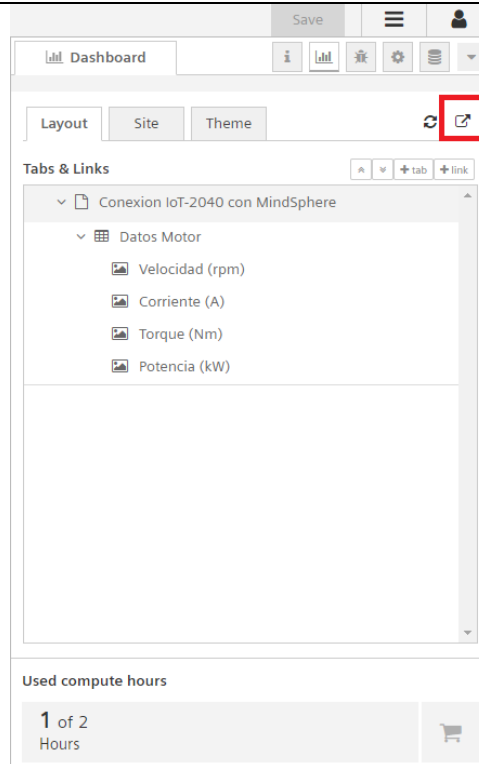 Save
Dashboard
i
Layout
Site
Theme
Tabs & Links
+ tab
+ link
Conexion IoT-2040 con MindSphere
Datos Motor
Velocidad (rpm)
Corriente (A)
Torque (Nm)
Potencia (kW)
Used compute hours
1 of 2
Hours